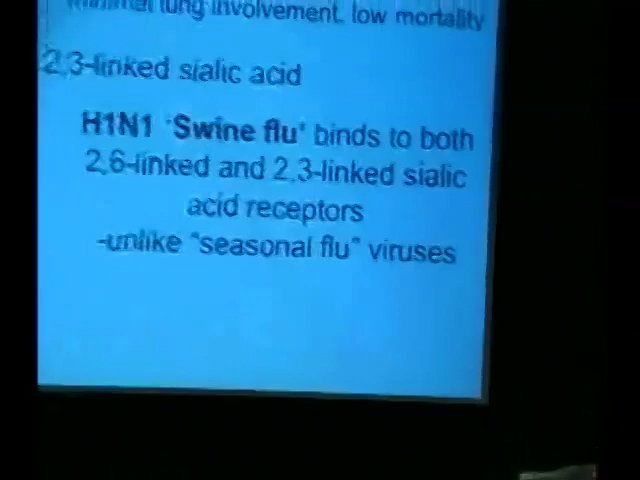 minimal lung involvement, low mortality
2,3-linked sialic acid
H1N1 'Swine flu' binds to both
2,6-linked and 2,3-linked sialic
acid receptors
-unlike "seasonal flu" viruses